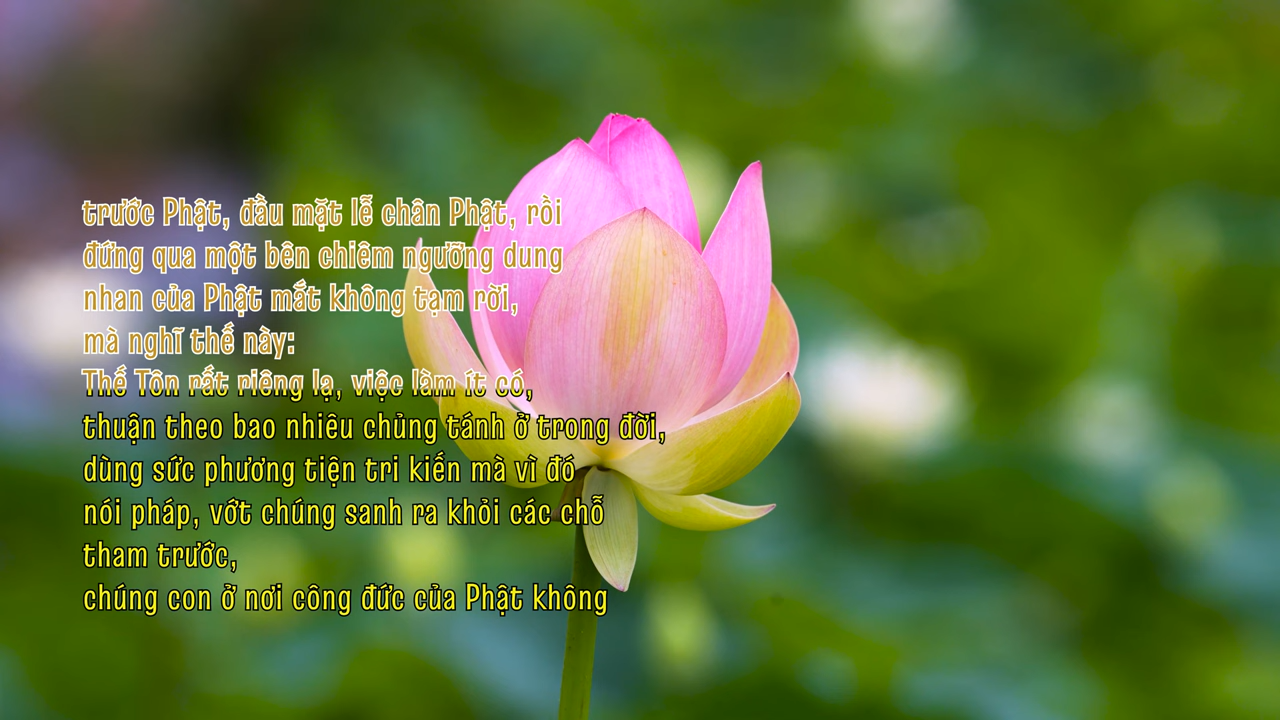 trước Phật, đầu mặt lễ chân Phật, rồi
đứng qua một bên chiêm ngưỡng dung
nhan của Phật mắt không tạm rời,
mà nghĩ thế này:
Thế Tôn rất riêng lạ, việc làm ít có,
thuận theo bao nhiêu chủng tánh ở trong đời,
dùng sức phương tiện tri kiến mà vì đó
nói pháp, vớt chúng sanh ra khỏi các chỗ
tham trước,
chúng con ở nơi công đức của Phật không